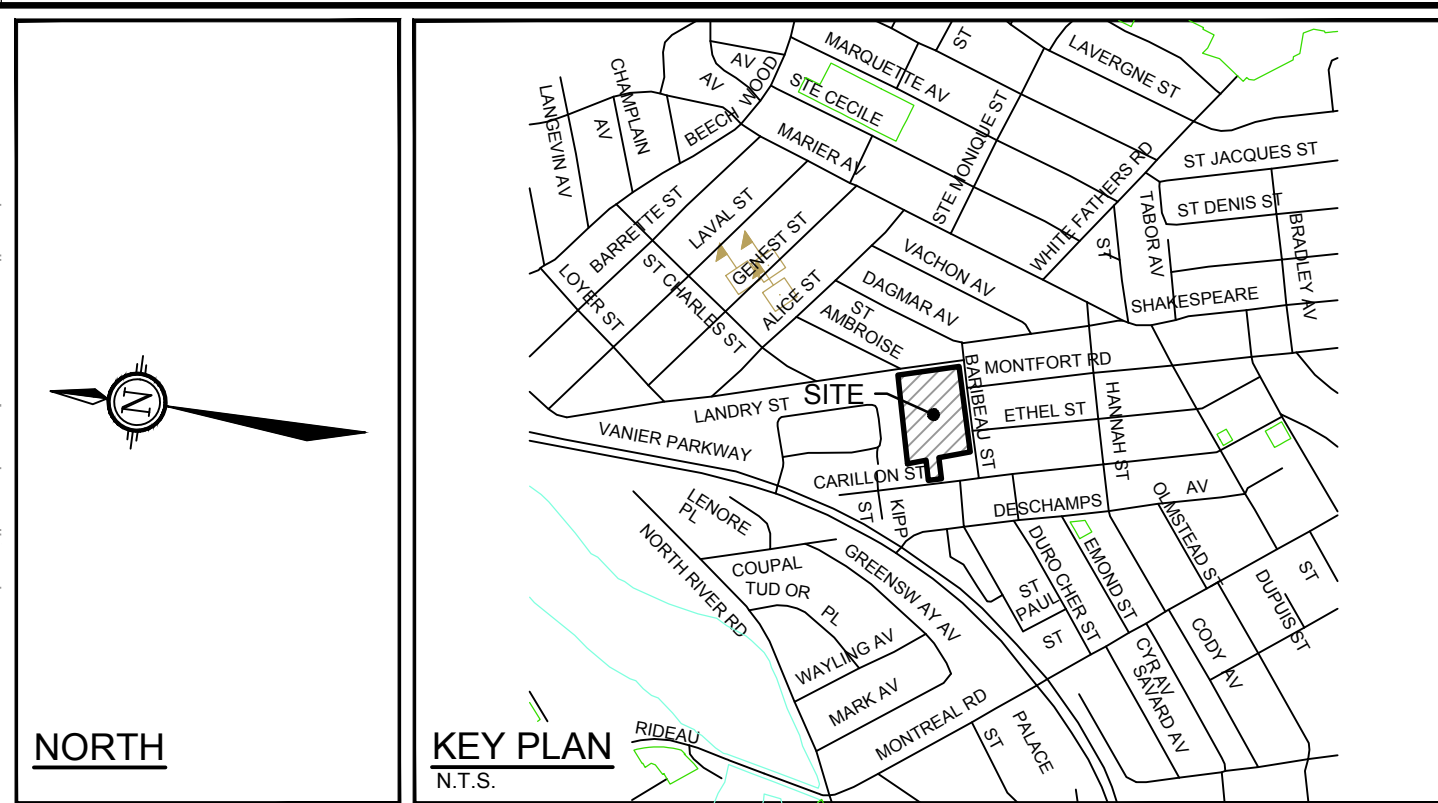 N
NORTH
KEY PLAN
N.T.S.
SITE
MARQUETTE AV
ST
LAVERGNE ST
AV
AV
BEECH WOOD
STE CECILE
CHAMPLAIN
AV
LANGEVIN AV
MARIER AV
STE MONIQUE ST
WHITE FATHERS RD
ST JACQUES ST
ST DENIS ST
TABOR AV
ST
BRADLEY AV
SHAKESPEARE
BARRETTE ST
LAVAL ST
GENEST ST
ALICE ST
LOYER ST
ST CHARLES ST
VACHON AV
DAGMAR AV
ST
AMBROISE
MONTFORT RD
BARIBEAU ST
ETHEL ST
HANNAH ST
LANDRY ST
VANIER PARKWAY
CARILLON ST
KIPP
ST
DESCHAMPS
AV
OLMSTEAD ST
LENORE
PL
NORTH RIVER RD
COUPAL
TUD OR
PL
GREENSW AY AV
WAYLING AV
MARK AV
MONTREAL RD
RIDEAU
DURO CHER ST
EMOND ST
ST
PAUL
ST
CYR AV
SAVARD AV
CODY AV
DUPUIS ST
ST
PALACE
ST